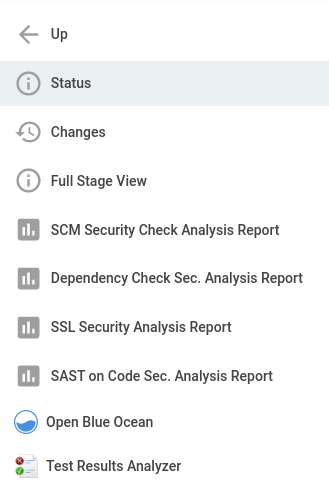 Up
Status
Changes
Full Stage View
SCM Security Check Analysis Report
Dependency Check Sec. Analysis Report
SSL Security Analysis Report
SAST on Code Sec. Analysis Report
Open Blue Ocean
Test Results Analyzer